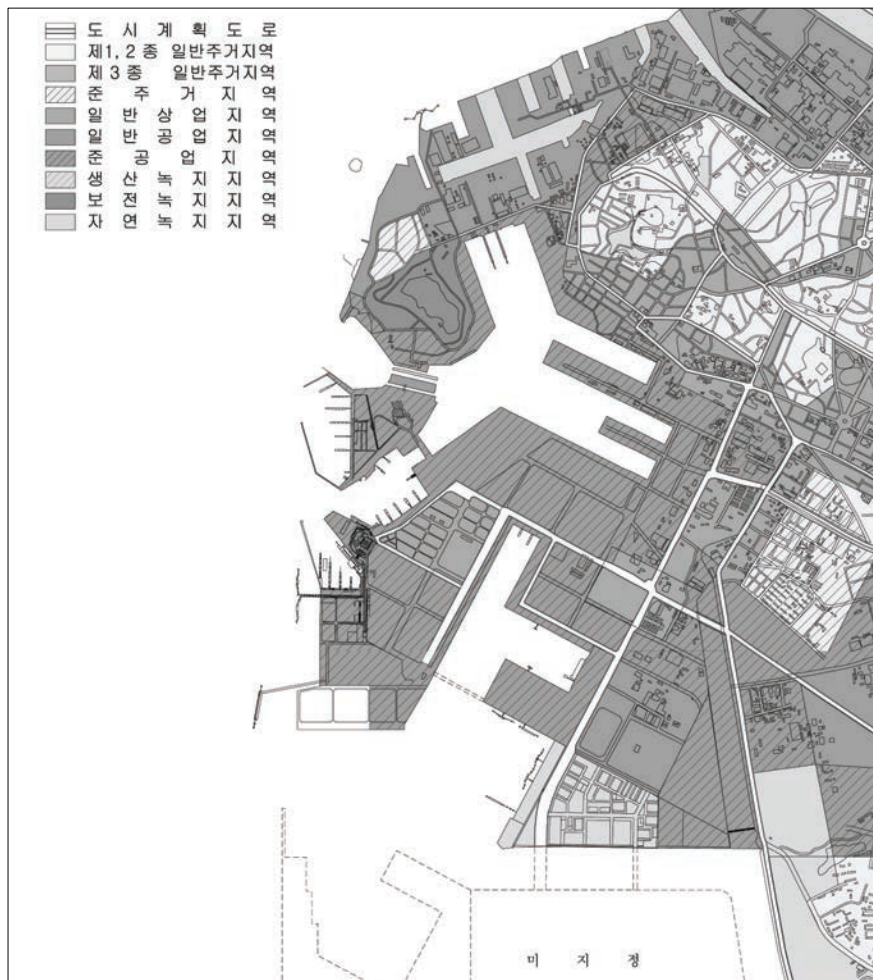 도 시 계 획 도 로
제1, 2종 일반주거지역
제3종 일반주거지역
준 주 거 지 역
일 반 상 업 지 역
일 반 공 업 지 역
준 공 업 지 역
생 산 녹 지 지 역
보 전 녹 지 지 역
자 연 녹 지 지 역
미 지 정